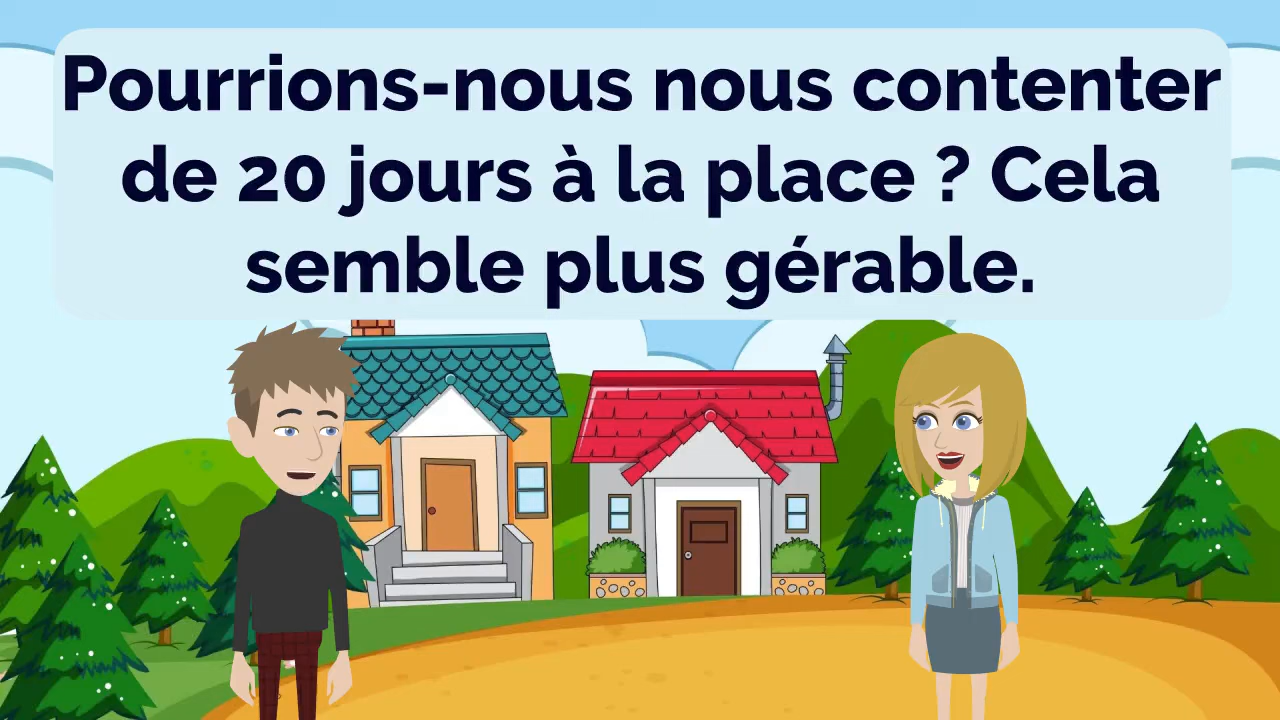 Pourrions-nous nous contenter
de 20 jours à la place ? Cela
semble plus gérable.